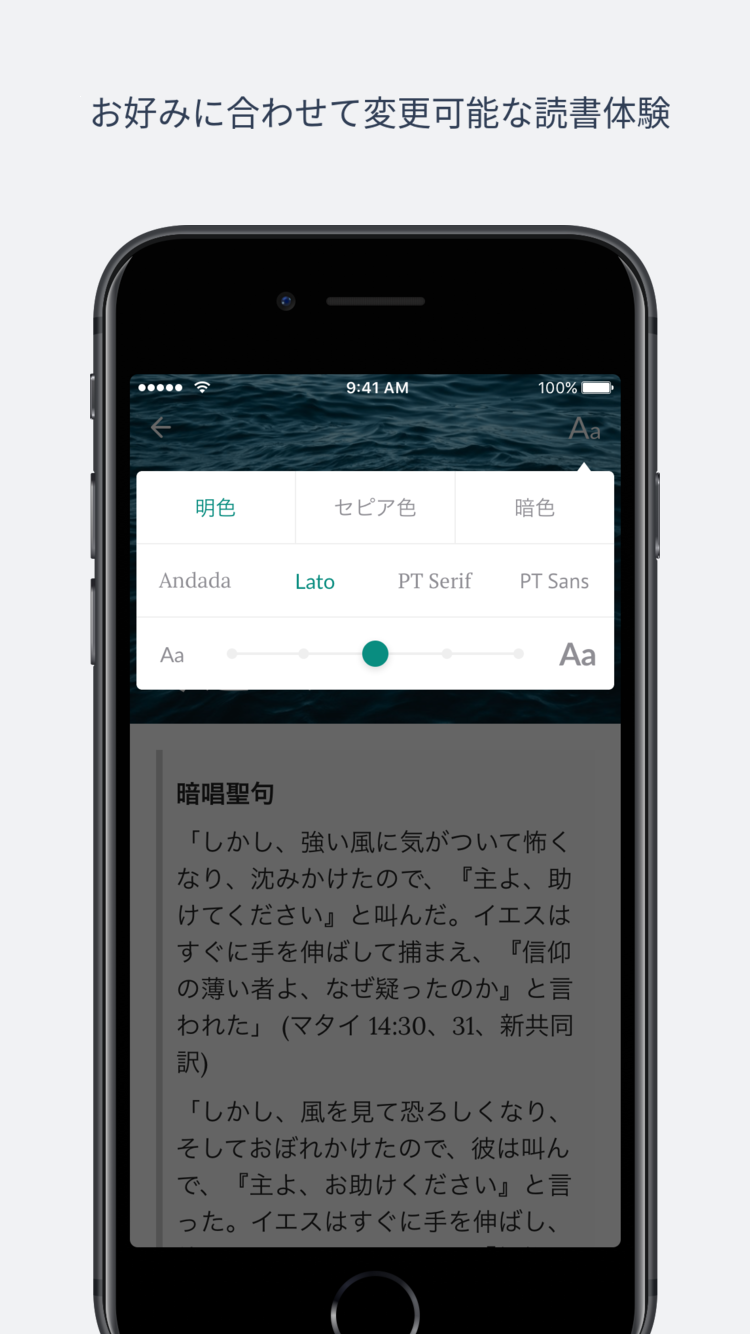 お好みに合わせて変更可能な読書体験
9:41 AM
100%
Aa
明色 セピア色 暗色
Andada Lato PT Serif PT Sans
Aa Aa
暗唱聖句
「しかし、強い風に気がついて怖く
なり、沈みかけたので、『主よ、助
けてください』と叫んだ。イエスは
すぐに手を伸ばして捕まえ、『信仰
の薄い者よ、なぜ疑ったのか』と言
われた」 (マタイ 14:30、31、新共同
訳)
「しかし、風を見て恐ろしくなり、
そしておぼれかけたので、彼は叫ん
で、『主よ、お助けください』と言
った。イエスはすぐに手を伸ばし、